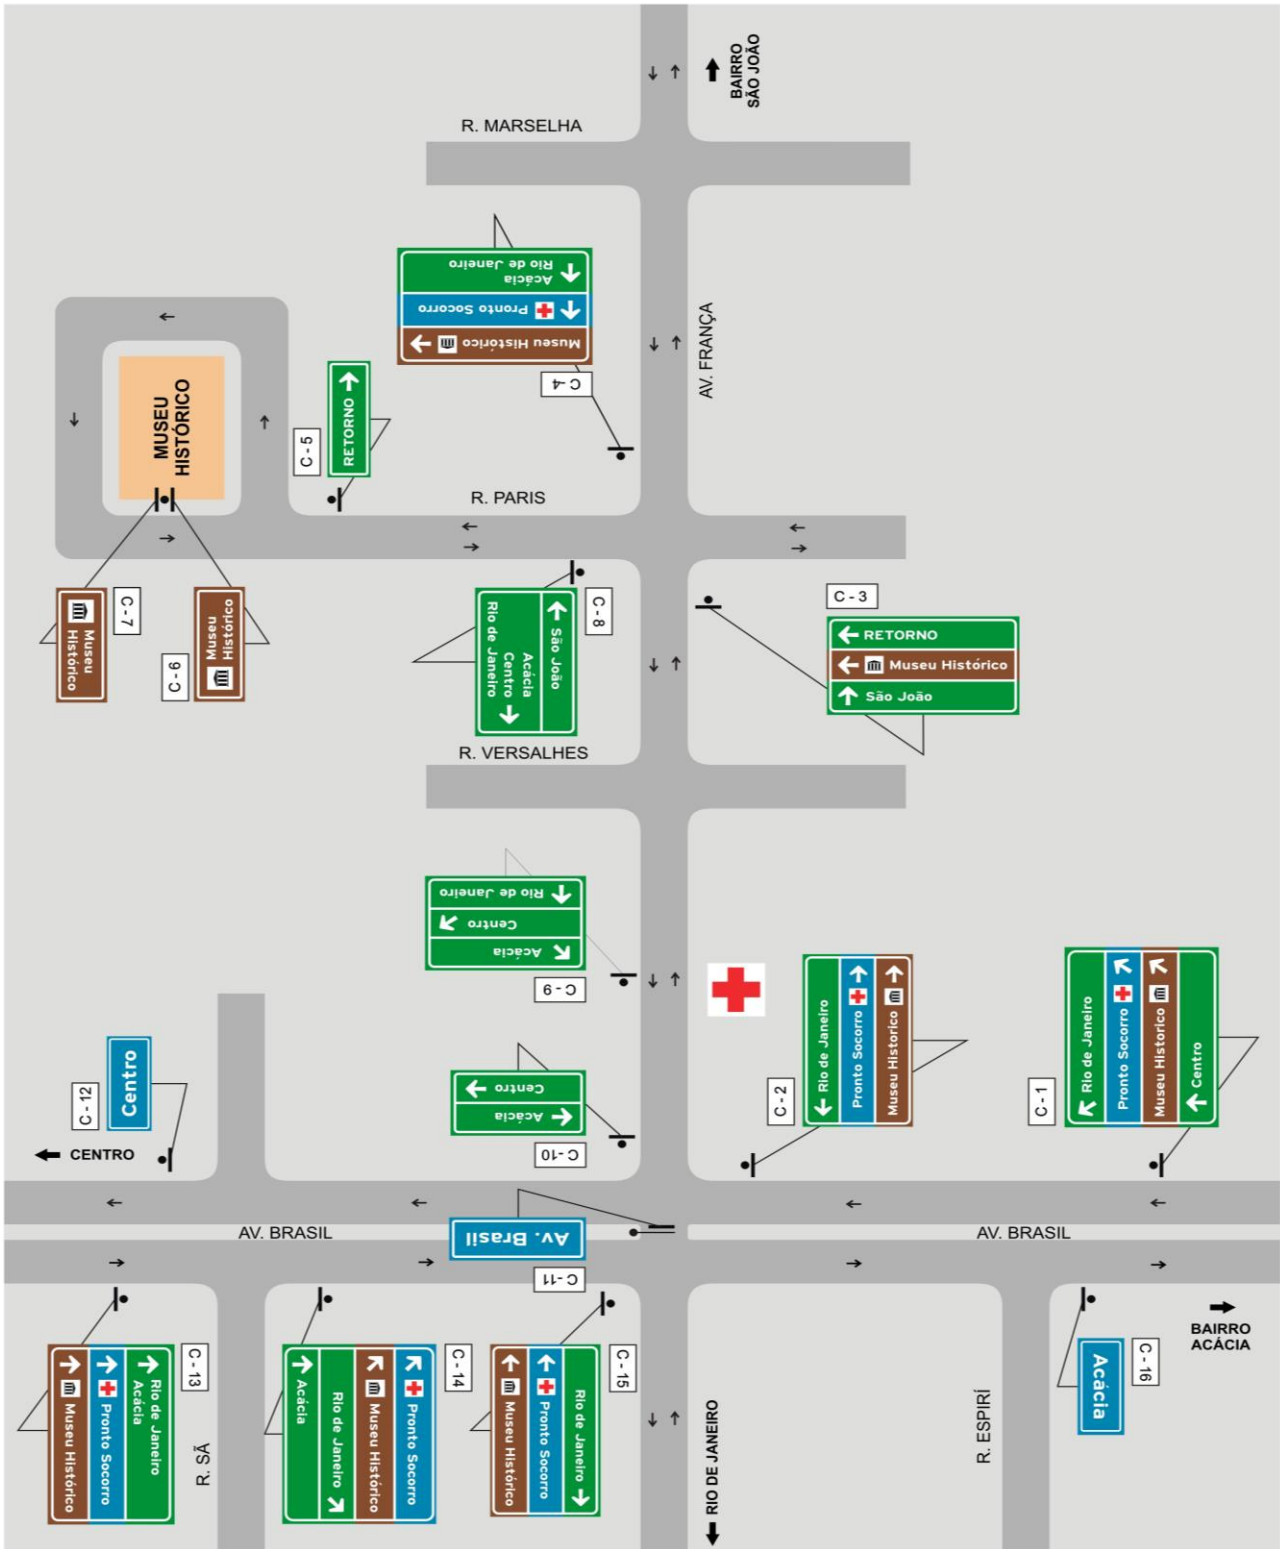 BAIRRO
SÃO JOÃO
R. MARSELHA
Acácia
Rio de Janeiro
Pronto Socorro
Museu Histórico
C-4
AV. FRANÇA
MUSEU
HISTÓRICO
RETORNO
C-5
R. PARIS
Museu
Histórico
C-7
Museu
Histórico
C-6
São João
Acácia
Centro
Rio de Janeiro
C-8
C-3
RETORNO
Museu Histórico
São João
R. VERSALHES
Rio de Janeiro
Centro
Acácia
C-9
Rio de Janeiro
Pronto Socorro
Museu Historico
C-2
Rio de Janeiro
Pronto Socorro
Museu Historico
Centro
C-1
Centro
C-12
CENTRO
Centro
Acácia
C-10
AV. BRASIL
Av. Brasil
C-11
AV. BRASIL
Rio de Janeiro
Acácia
Pronto Socorro
Museu Histórico
C-13
R. SÃ
Pronto Socorro
Museu Histórico
Rio de Janeiro
Acácia
C-14
Rio de Janeiro
Pronto Socorro
Museu Histórico
C-15
RIO DE JANEIRO
R. ESPIRÍ
Acácia
C-16
BAIRRO
ACÁCIA